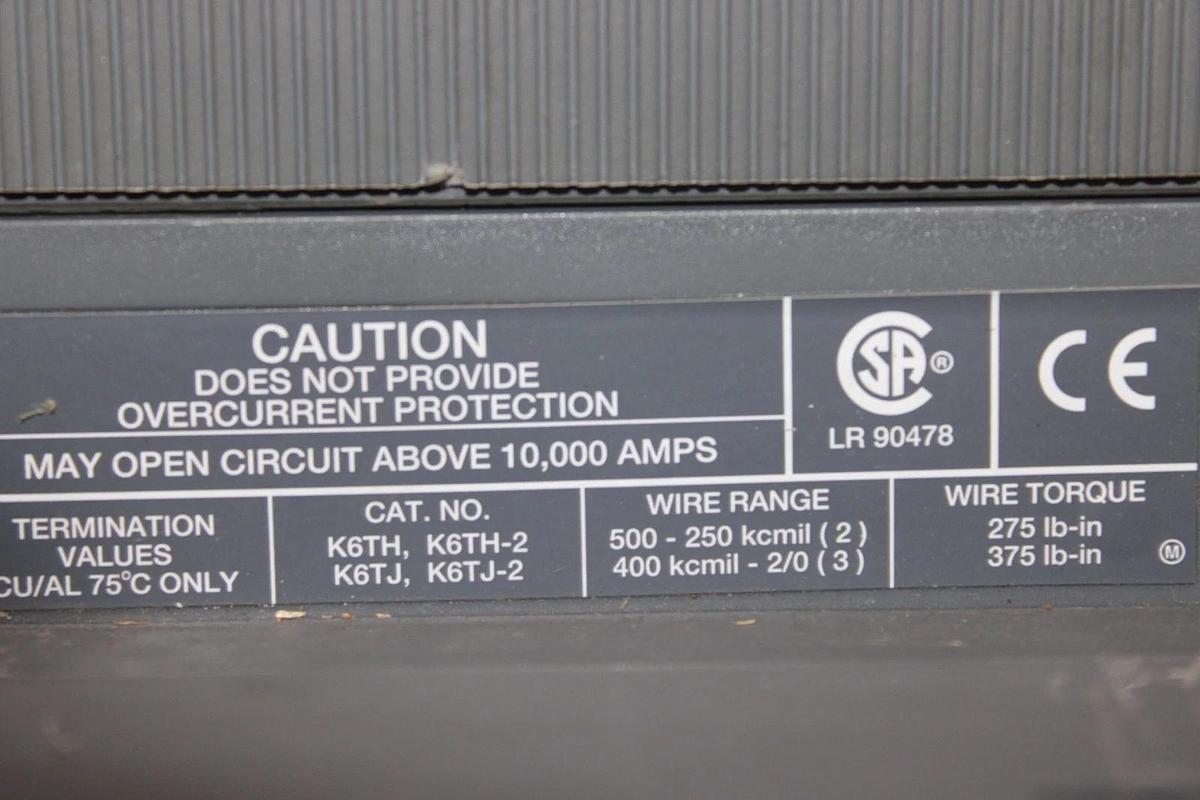 CAUTION
DOES NOT PROVIDE
OVERCURRENT PROTECTION
MAY OPEN CIRCUIT ABOVE 10,000 AMPS
CSA®
LR 90478
CE
TERMINATION
VALUES
CU/AL 75°C ONLY
CAT. NO.
K6TH, K6TH-2
K6TJ, K6TJ-2
WIRE RANGE
500 - 250 kcmil ( 2 )
400 kcmil - 2/0 ( 3 )
WIRE TORQUE
275 lb-in
375 lb-in
Ⓜ